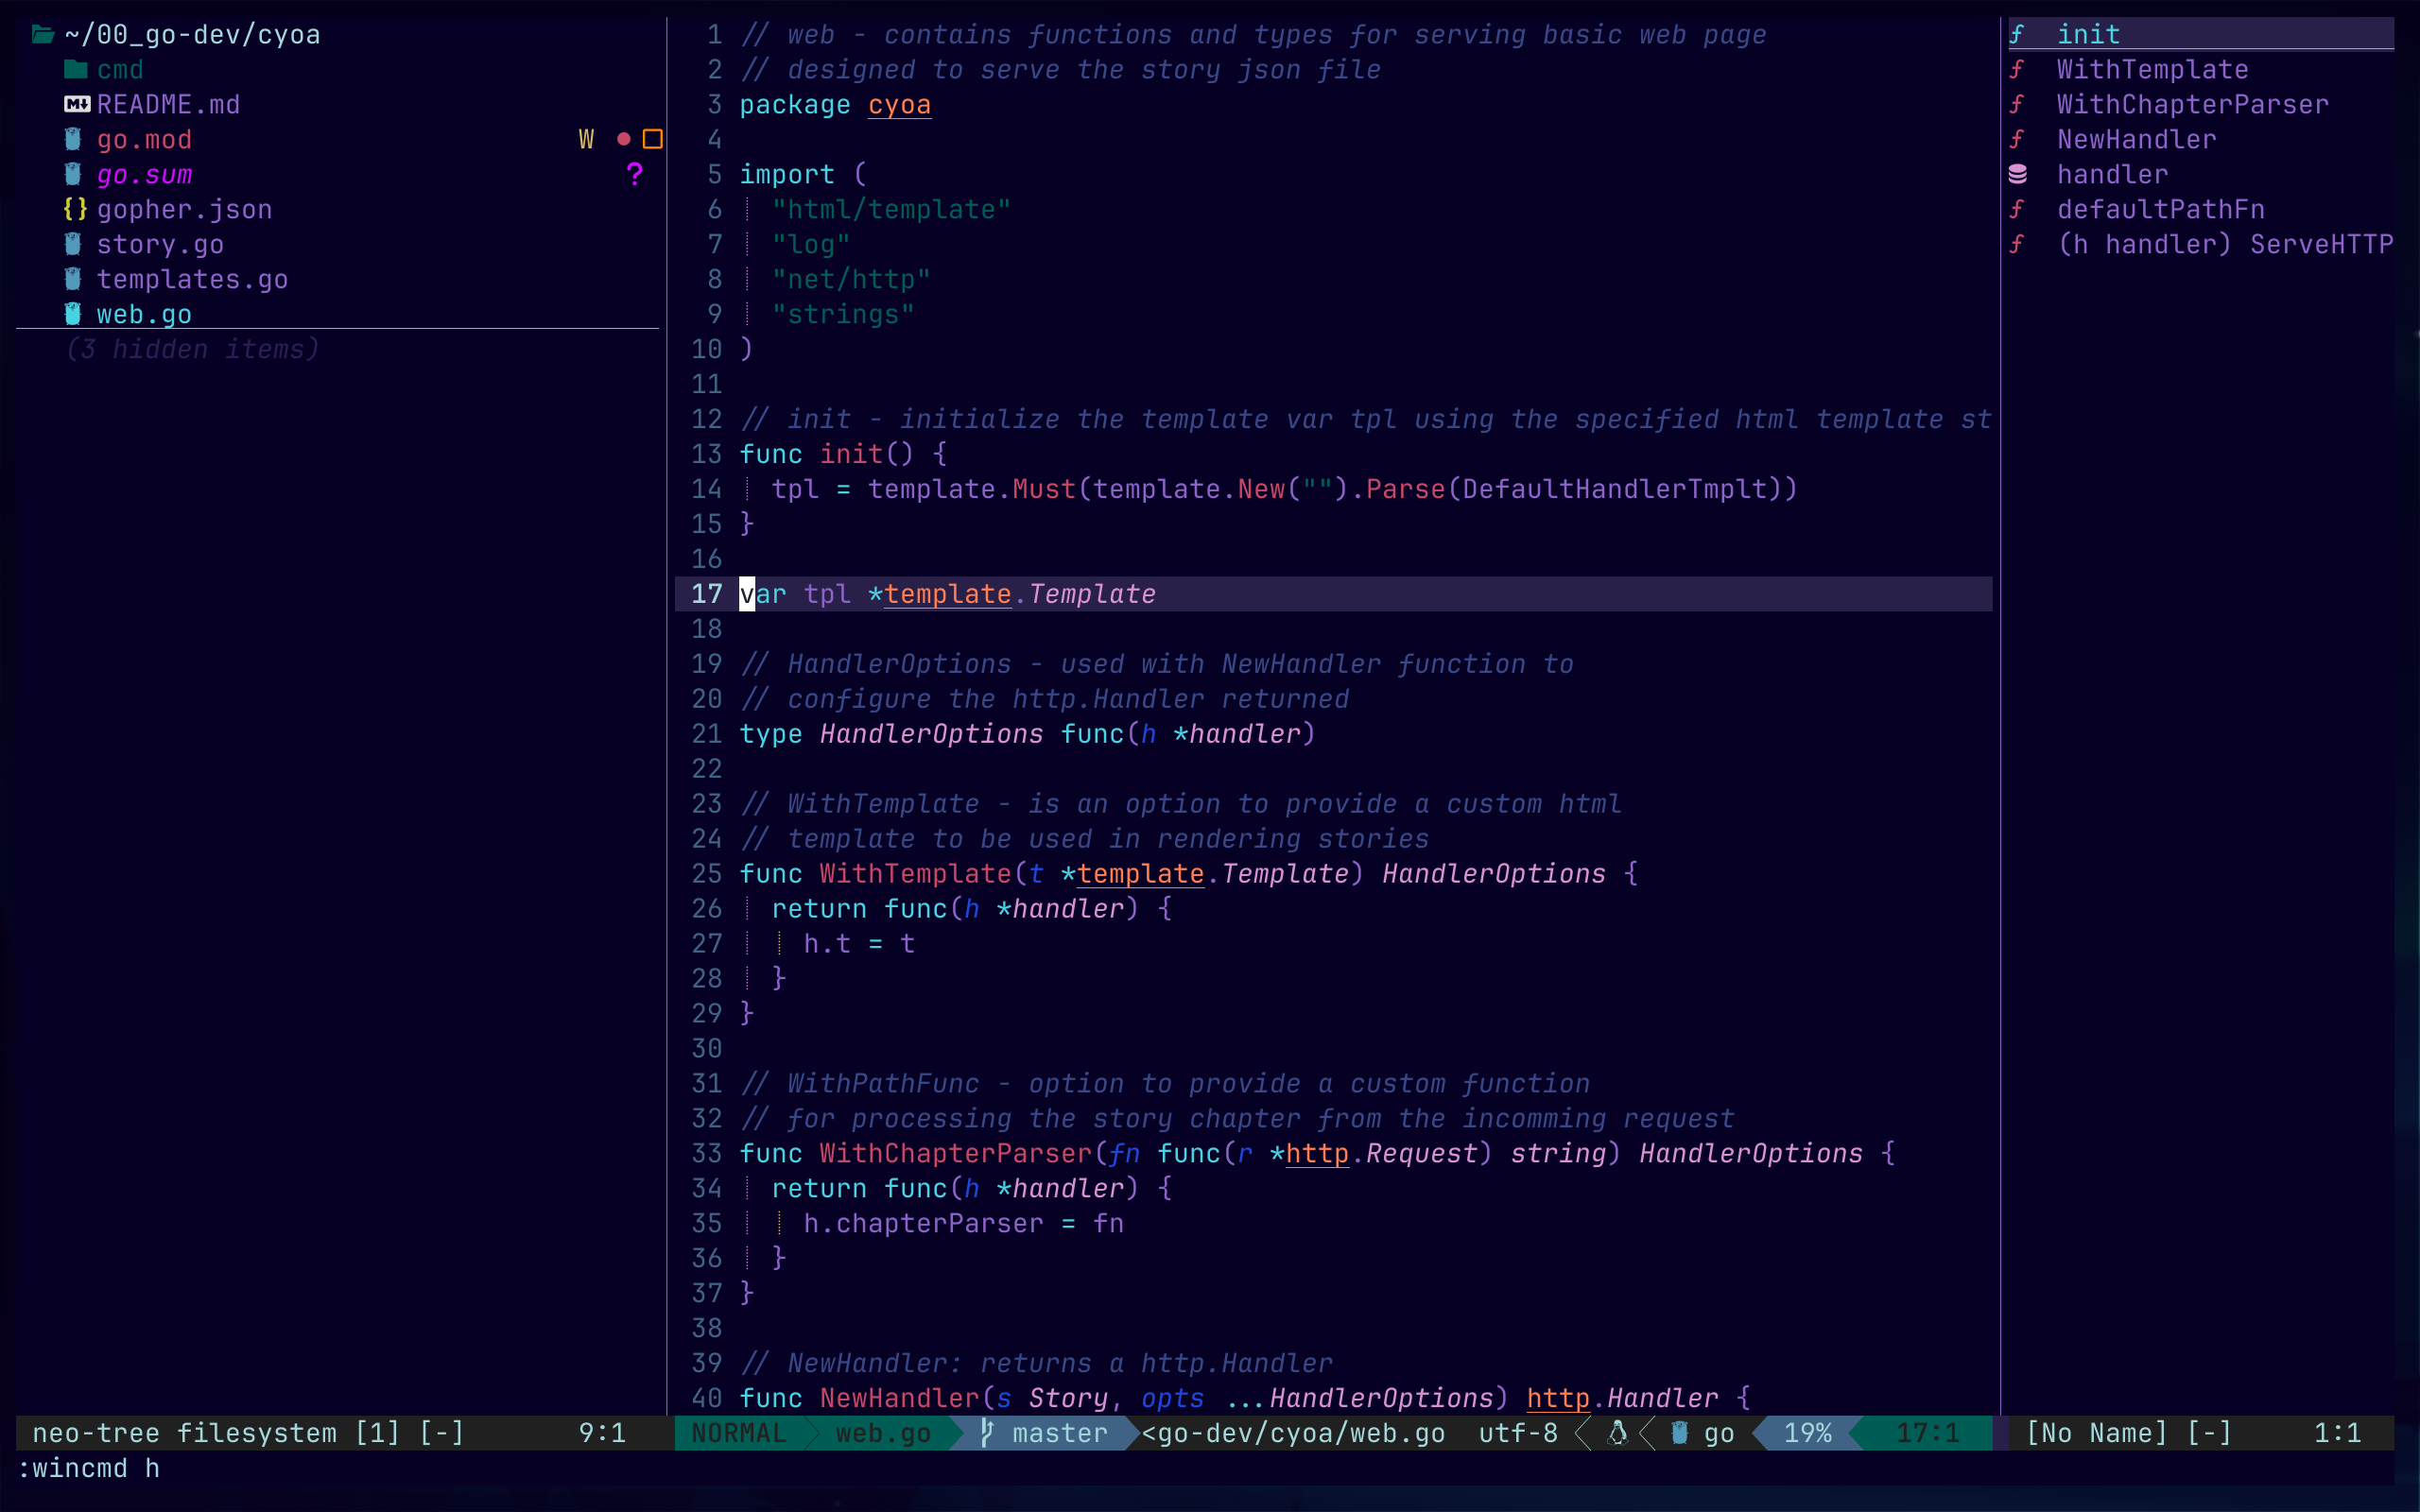 ~/00_go-dev/cyoa
cmd
README.md
go.mod W
go.sum ?
{} gopher.json
story.go
templates.go
web.go
(3 hidden items)
1 // web - contains functions and types for serving basic web page
2 // designed to serve the story json file
3 package cyoa
4
5 import (
6 "html/template"
7 "log"
8 "net/http"
9 "strings"
10 )
11
12 // init - initialize the template var tpl using the specified html template st
13 func init() {
14 tpl = template.Must(template.New("").Parse(DefaultHandlerTmplt))
15 }
16
17 var tpl *template.Template
18
19 // HandlerOptions - used with NewHandler function to
20 // configure the http.Handler returned
21 type HandlerOptions func(h *handler)
22
23 // WithTemplate - is an option to provide a custom html
24 // template to be used in rendering stories
25 func WithTemplate(t *template.Template) HandlerOptions {
26 return func(h *handler) {
27 h.t = t
28 }
29 }
30
31 // WithPathFunc - option to provide a custom function
32 // for processing the story chapter from the incomming request
33 func WithChapterParser(fn func(r *http.Request) string) HandlerOptions {
34 return func(h *handler) {
35 h.chapterParser = fn
36 }
37 }
38
39 // NewHandler: returns a http.Handler
40 func NewHandler(s Story, opts ...HandlerOptions) http.Handler {
f init
f WithTemplate
f WithChapterParser
f NewHandler
handler
f defaultPathFn
f (h handler) ServeHTTP
neo-tree filesystem [1] [-] 9:1
NORMAL web.go master <go-dev/cyoa/web.go utf-8 go 19% 17:1
[No Name] [-] 1:1
:wincmd h